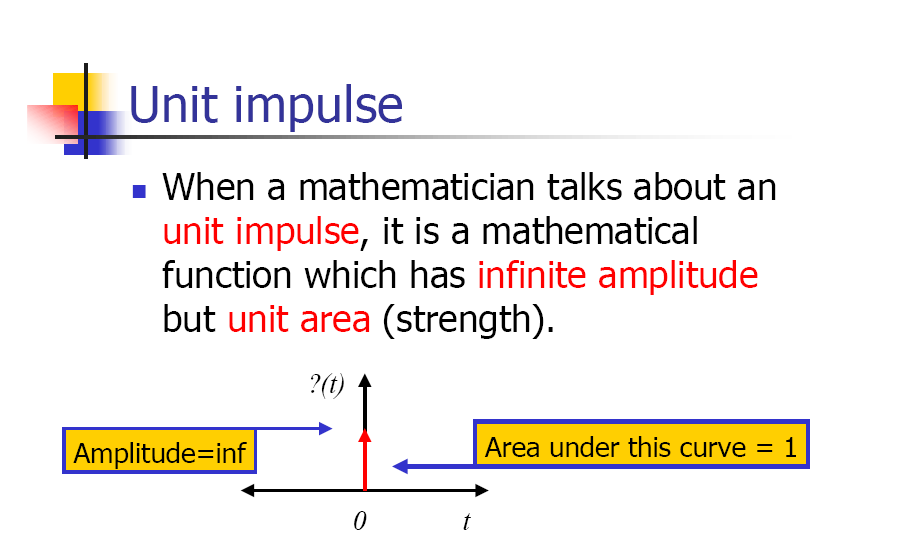 Unit impulse
When a mathematician talks about an
unit impulse, it is a mathematical
function which has infinite amplitude
but unit area (strength).
?(t)
Amplitude=inf
Area under this curve = 1
0
t